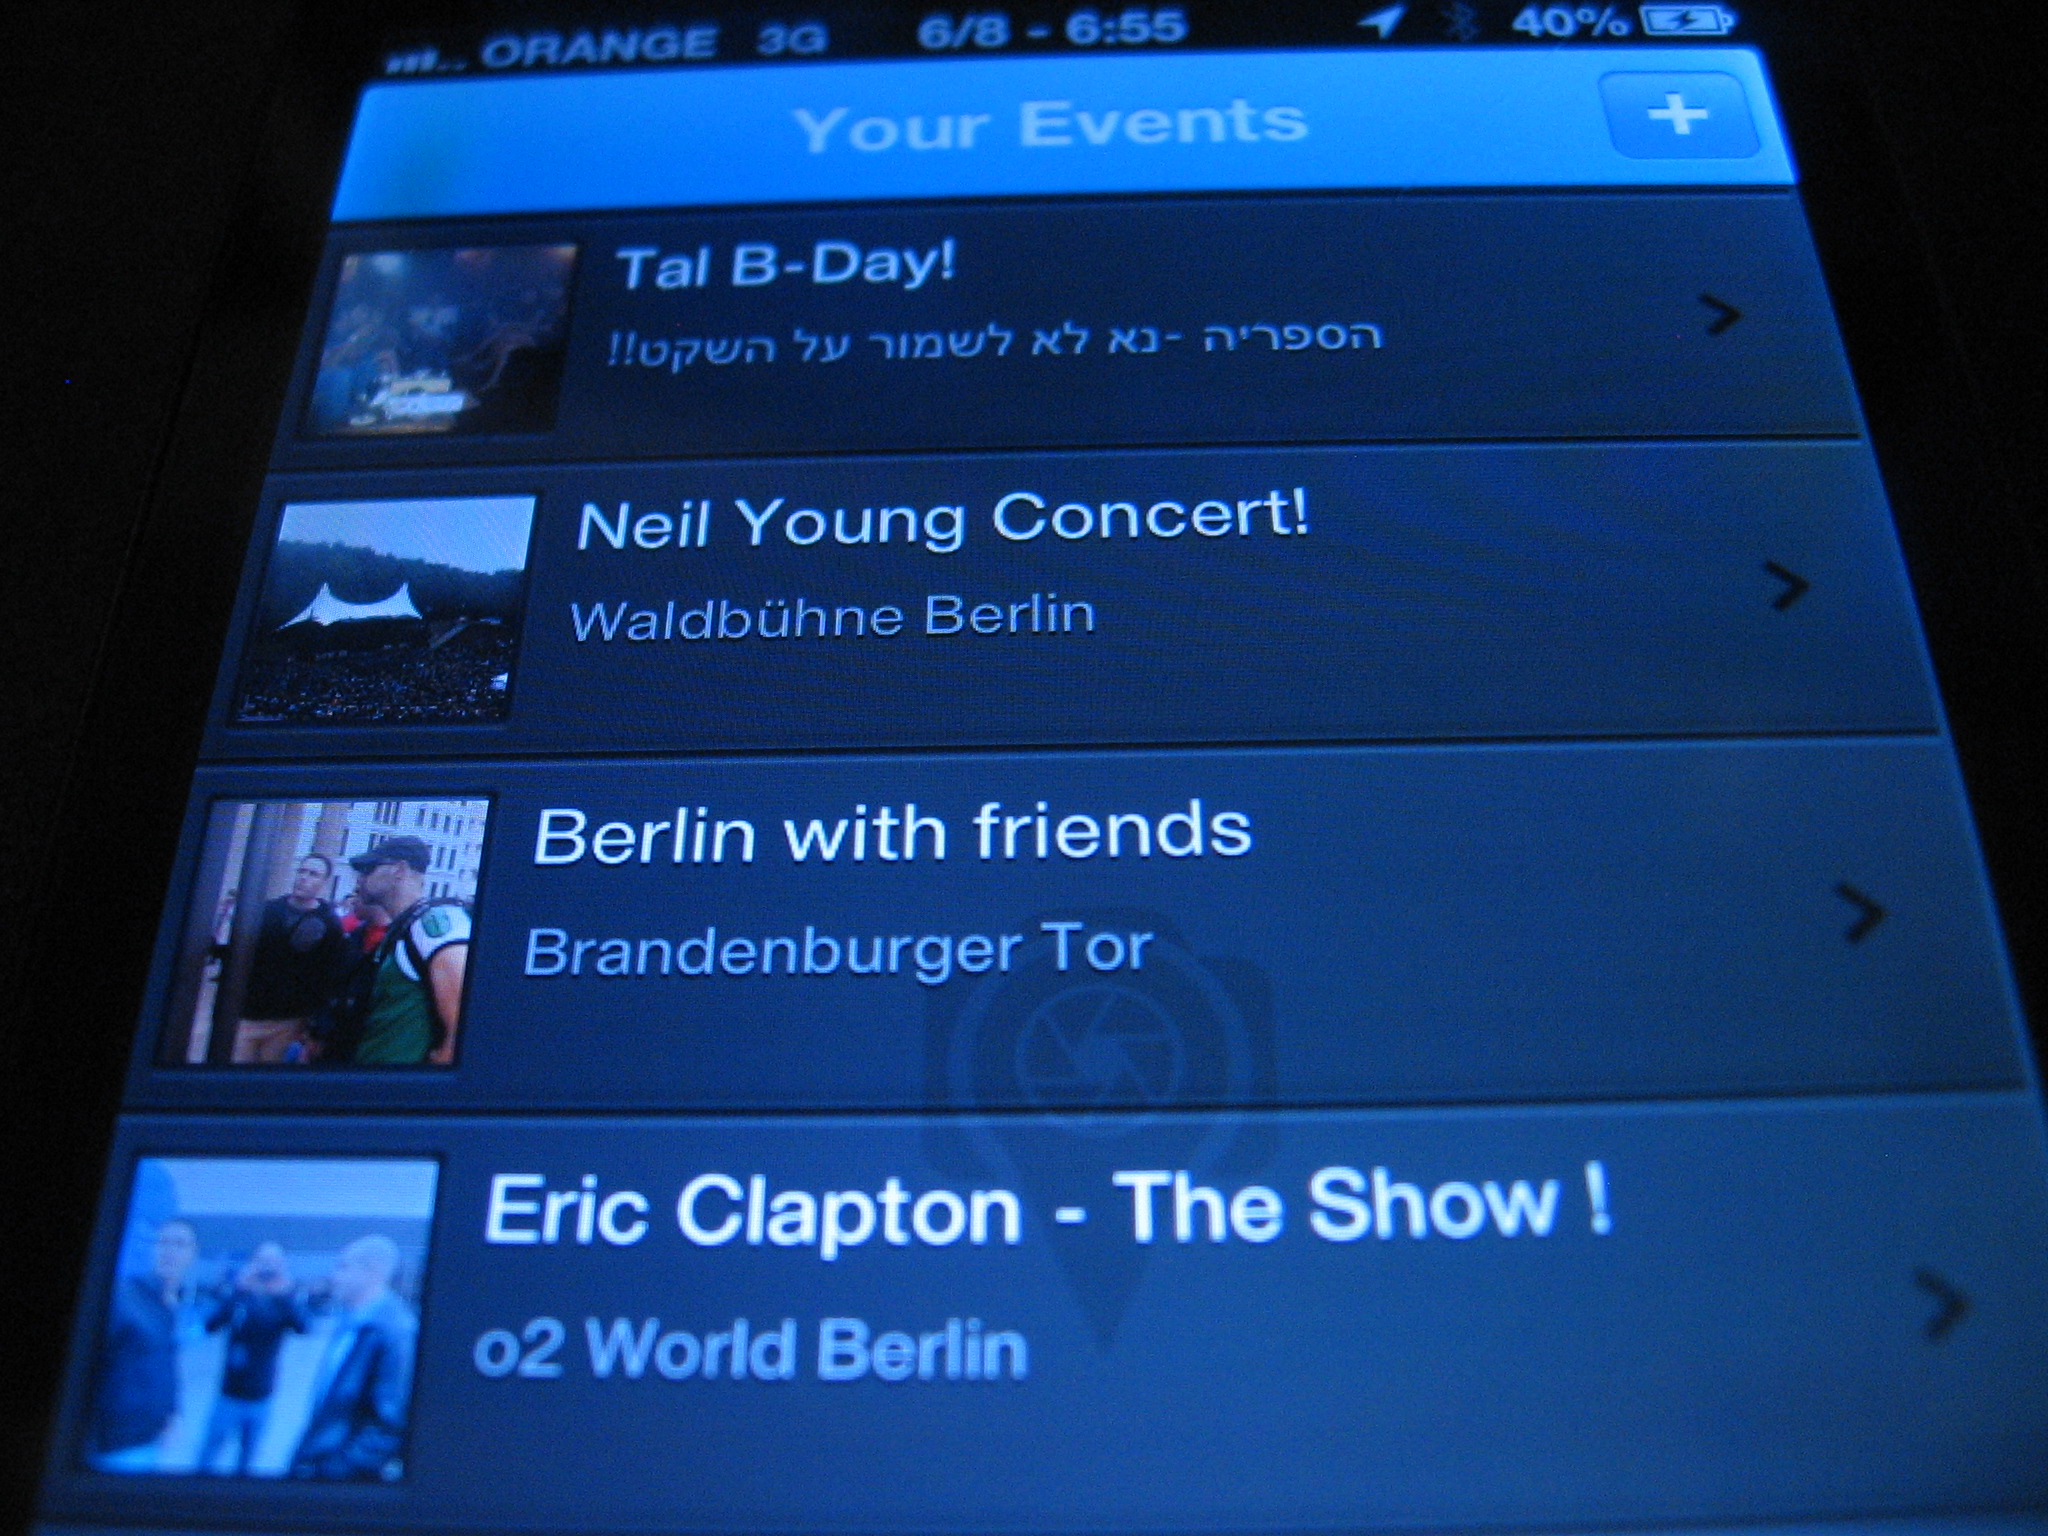 ORANGE 3G 6/8 - 6:55 40%
Your Events
+
Tal B-Day!
הספריה -נא לא לשמור על השקט!!
Neil Young Concert!
Waldbühne Berlin
Berlin with friends
Brandenburger Tor
Eric Clapton - The Show !
o2 World Berlin